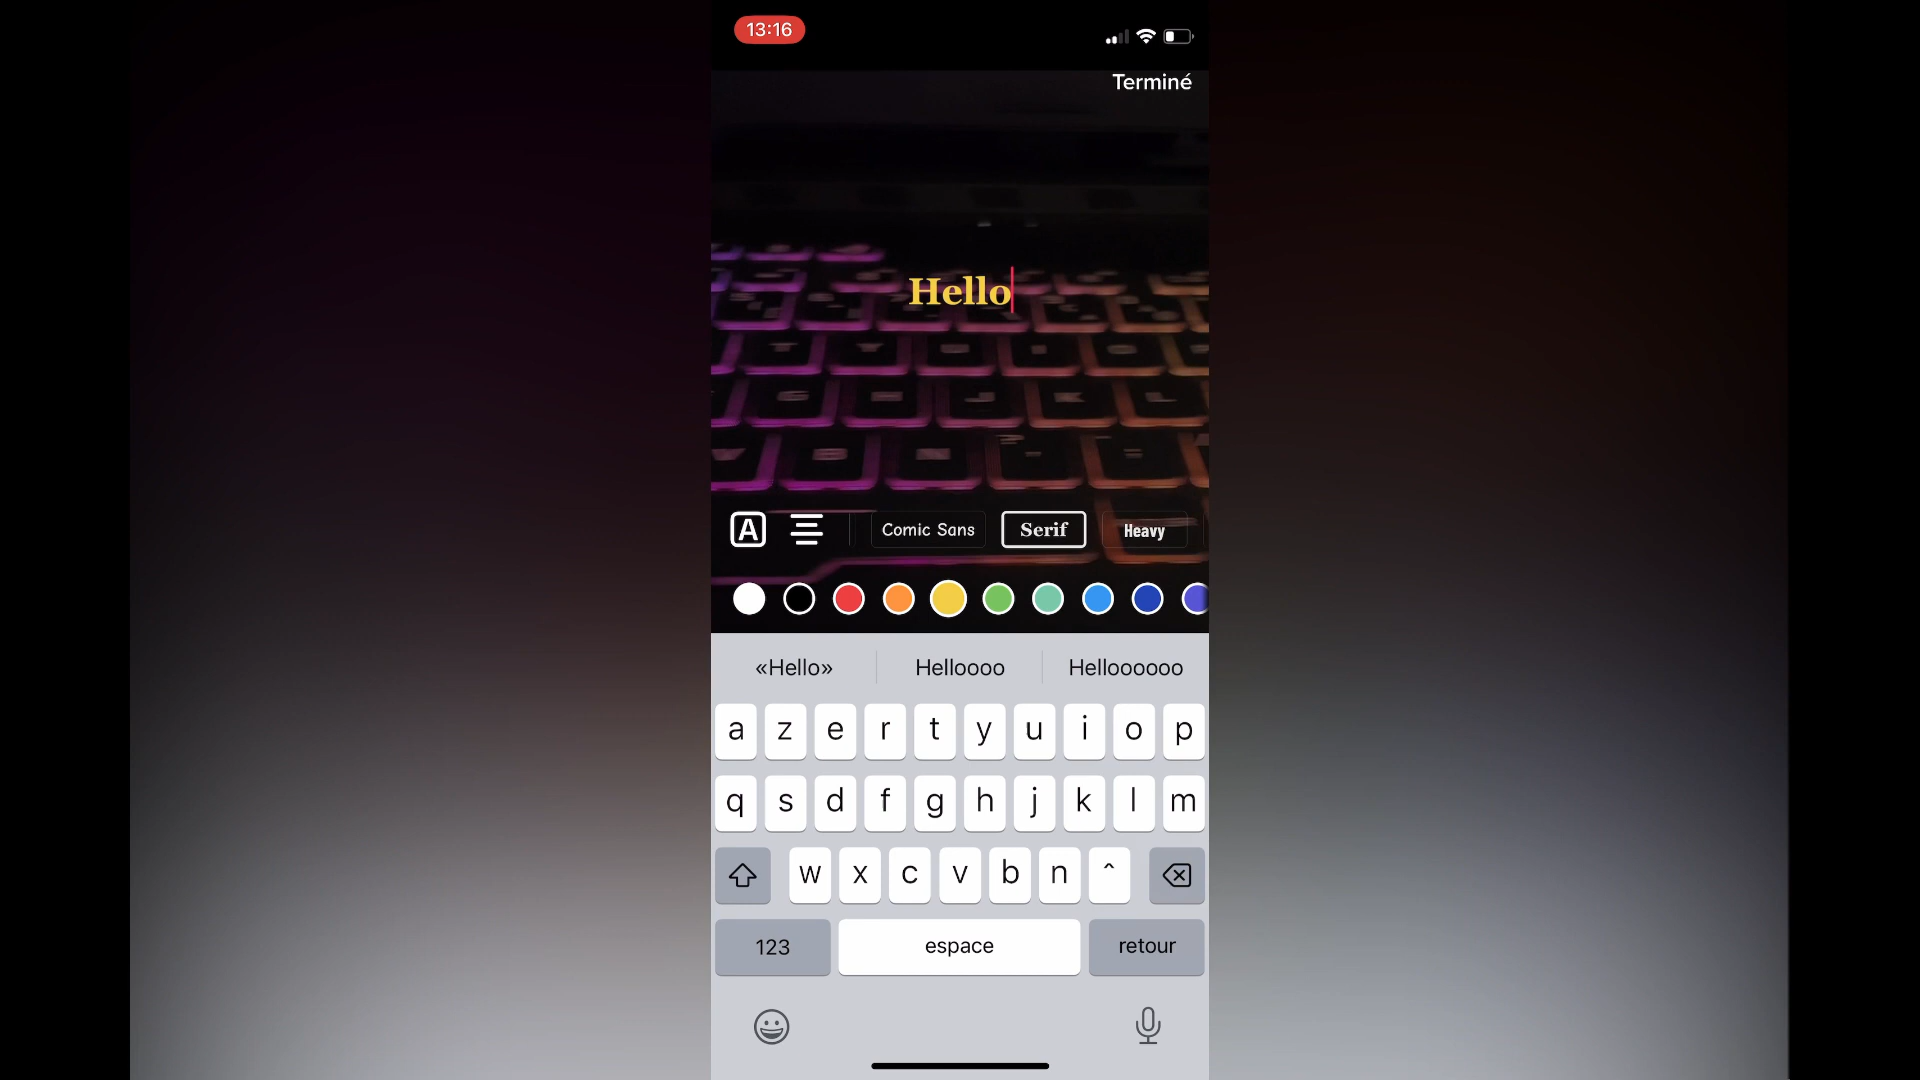 13:16
Terminé
Hello
A
Comic Sans Serif Heavy
«Hello» Helloooo Helloooooo
a z e r t y u i o p
q s d f g h j k l m
w x c v b n ^
123 espace retour